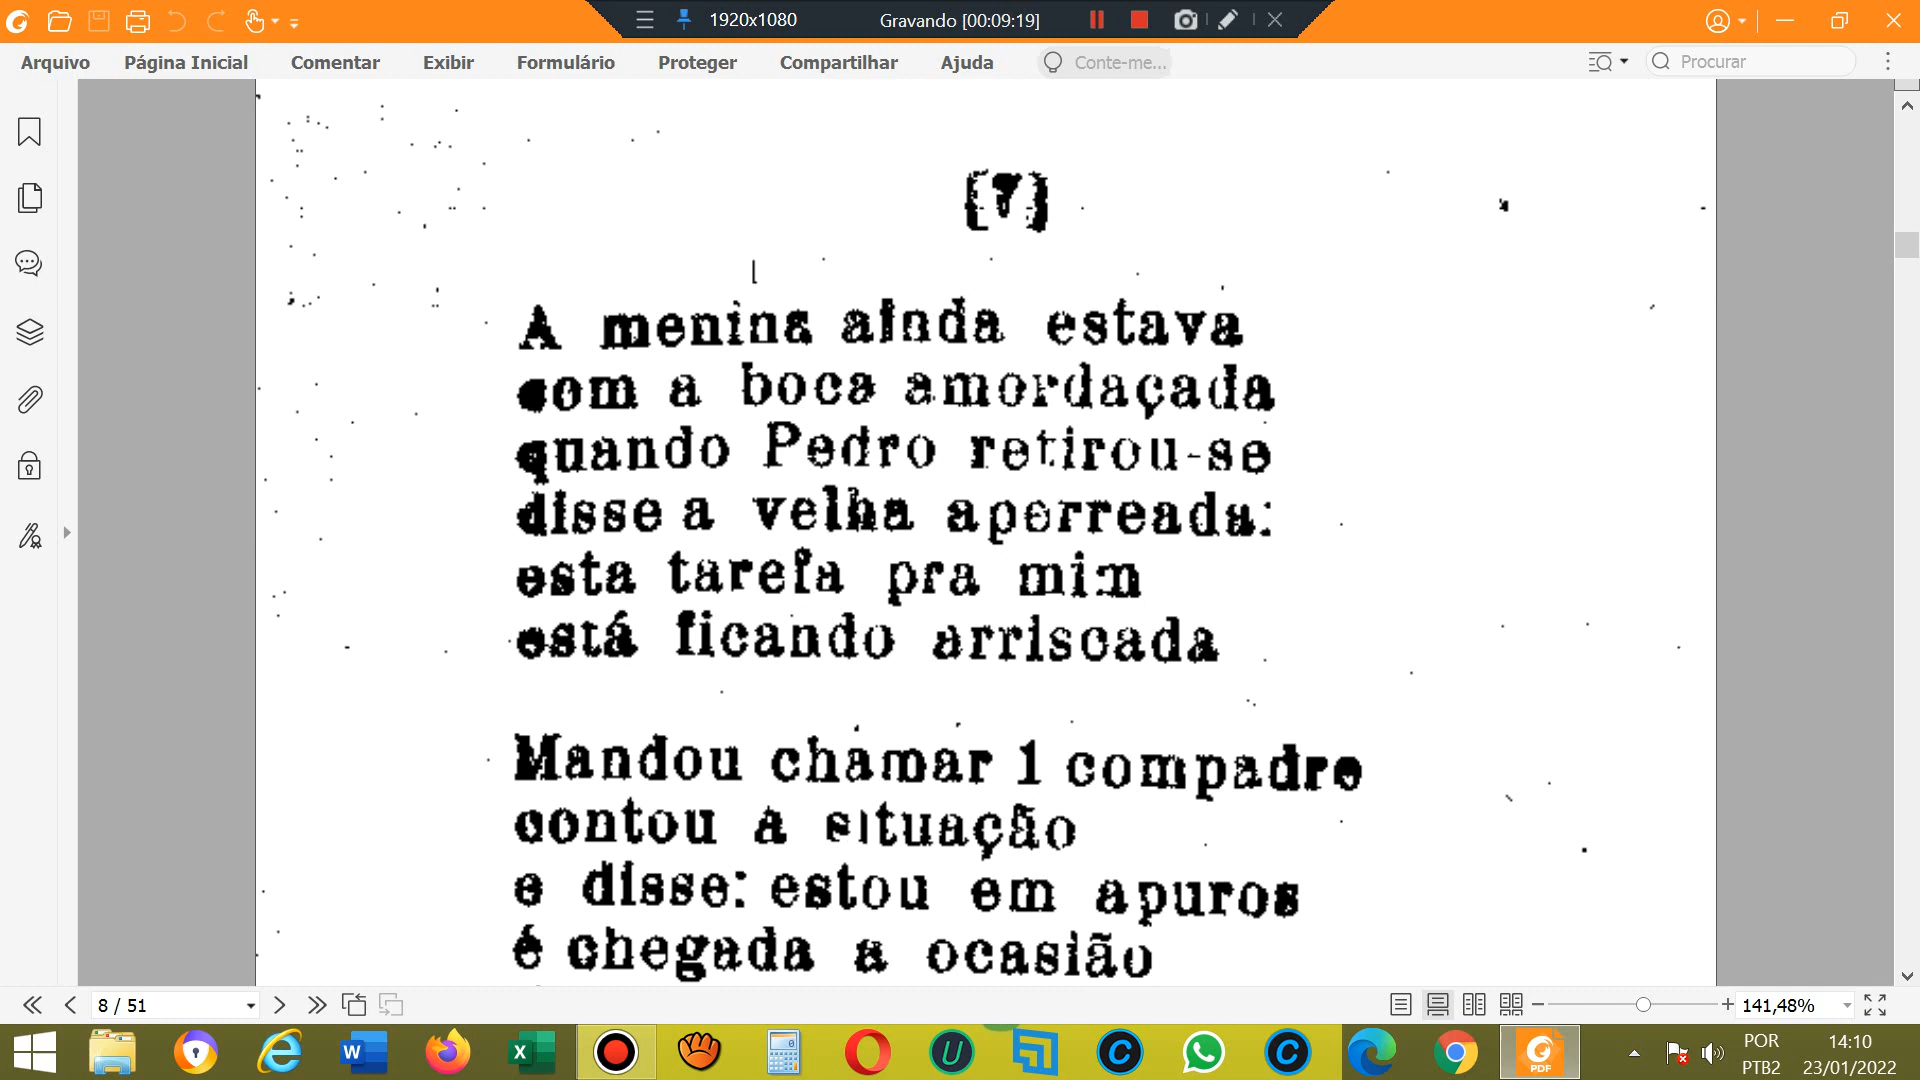 1920x1080
Gravando [00:09:19]
Arquivo Página Inicial Comentar Exibir Formulário Proteger Compartilhar Ajuda Conte-me... Procurar
[7]
A menina ainda estava
com a boca amordaçada
quando Pedro retirou-se
disse a velha aperreada:
esta tarefa pra mim
está ficando arriscada
Mandou chamar 1 compadre
contou a situação
e disse: estou em apuros
é chegada a ocasião
8 / 51
141,48%
POR
PTB2
14:10
23/01/2022
PDF